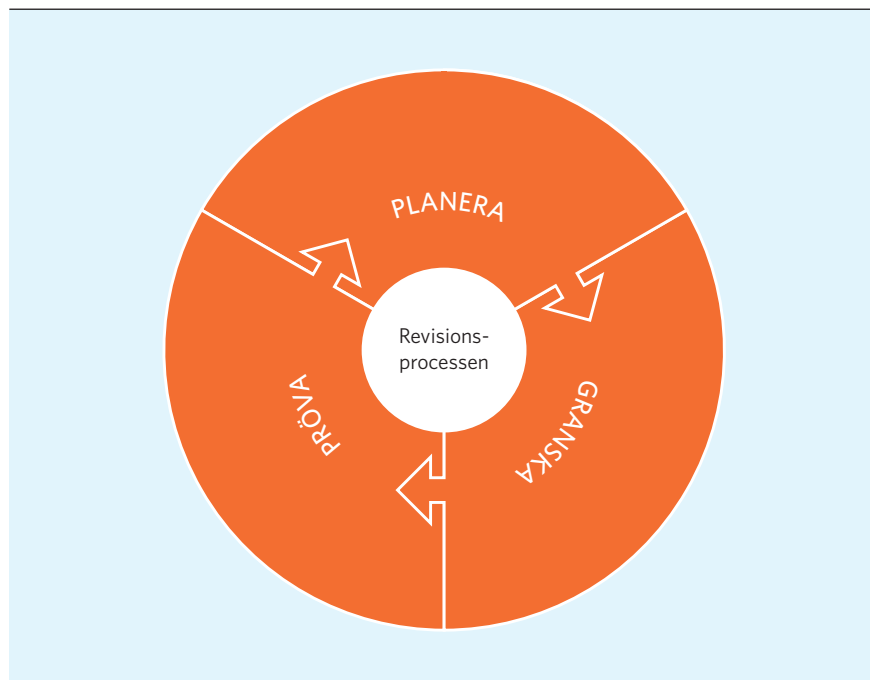 PLANERA
Revisions-
processen
PRÖVA
GRANSKA